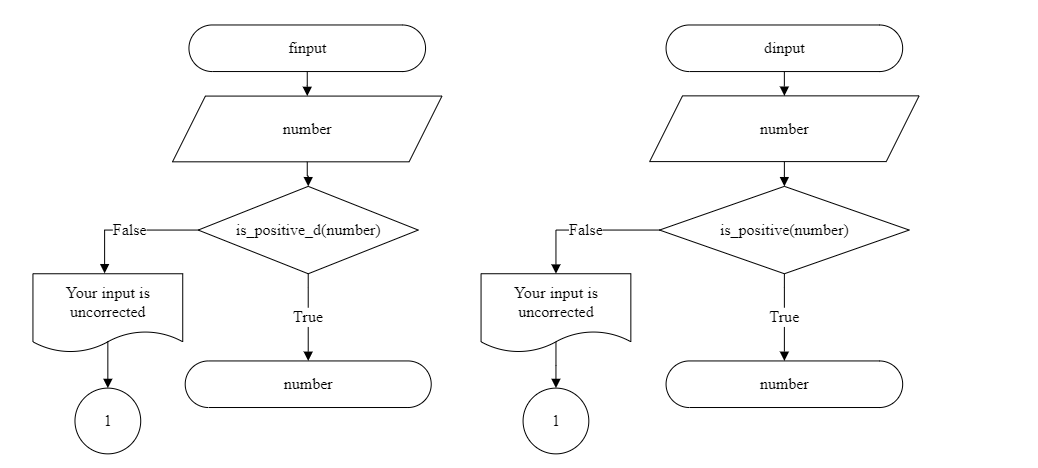 finput
number
is_positive_d(number)
False
Your input is
uncorrected
True
number
1
dinput
number
is_positive(number)
False
Your input is
uncorrected
True
number
1